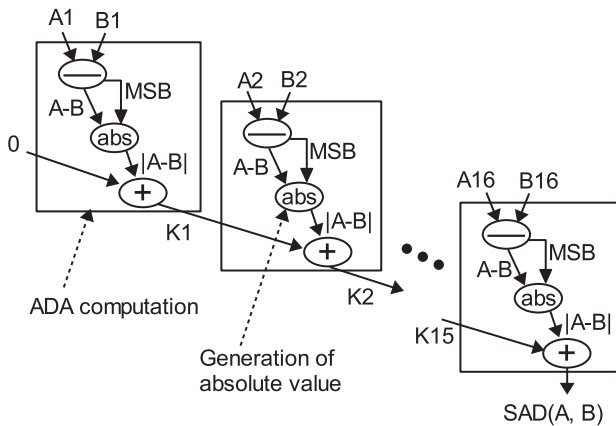 A1 B1
— MSB
A-B
abs
0 |A-B|
+
K1
ADA computation
A2 B2
— MSB
A-B
abs
|A-B|
+
K2
Generation of
absolute value
A16 B16
— MSB
A-B
abs
K15 |A-B|
+
SAD(A, B)